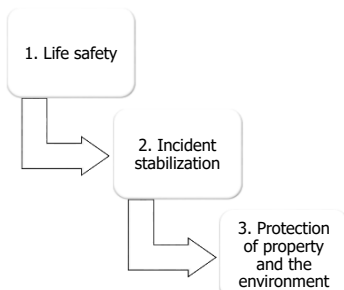 1. Life safety
2. Incident
stabilization
3. Protection
of property
and the
environment